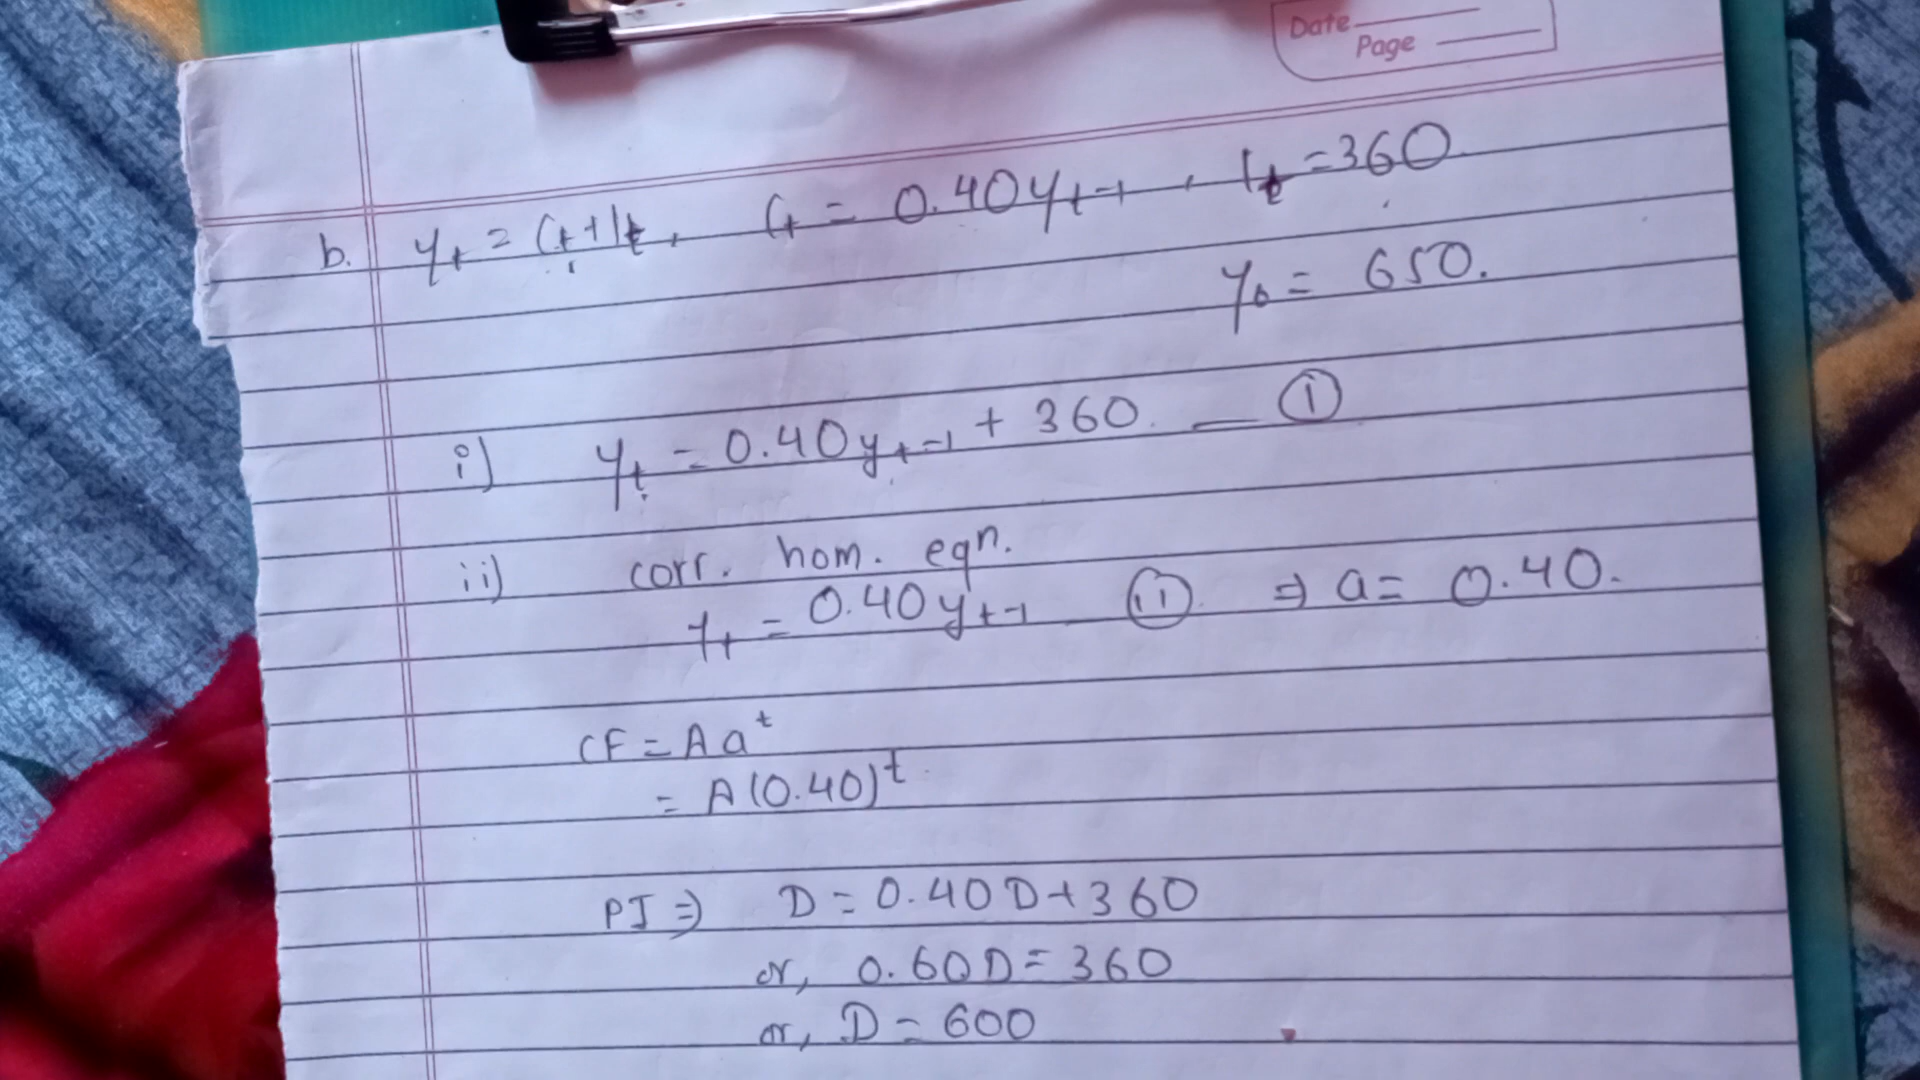 Date
Page
b. yt = Ct + It, Ct = 0.40yt-1, It = 360
y0 = 650.
i) yt = 0.40yt-1 + 360. — ①
ii) corr. hom. eqn.
yt = 0.40yt-1 — ⑪ ⇒ a = 0.40.
CF = Aa^t
= A(0.40)^t.
PI ⇒ D = 0.40D + 360
or, 0.60D = 360
or, D = 600